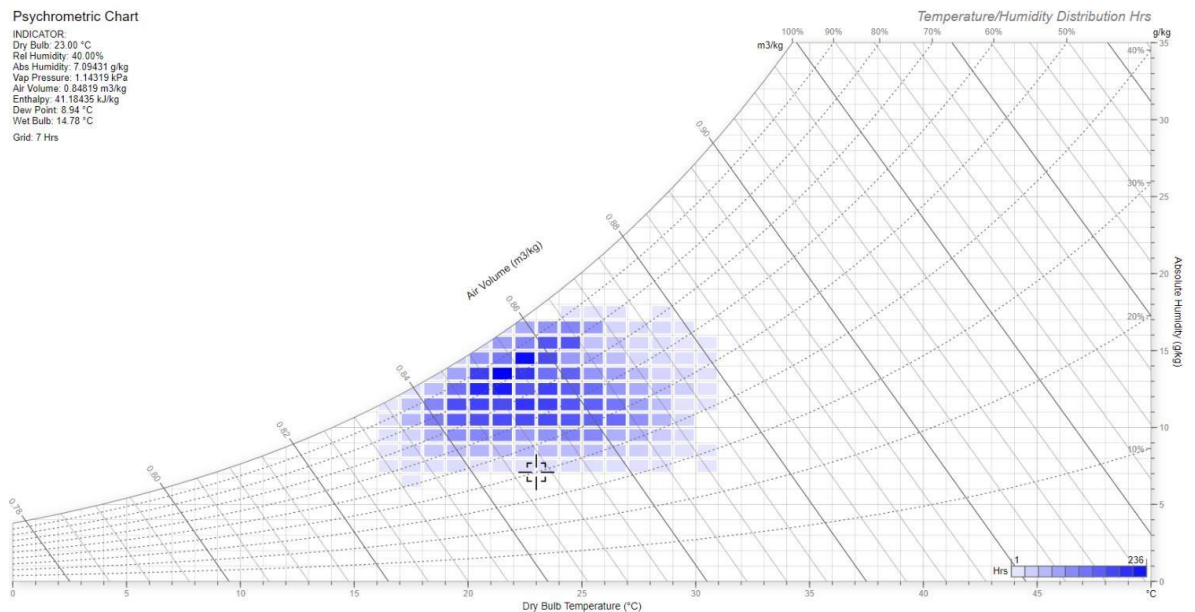 Psychrometric Chart
Temperature/Humidity Distribution Hrs
INDICATOR:
Dry Bulb: 23.00 °C
Rel Humidity: 40.00%
Abs Humidity: 7.09431 g/kg
Vap Pressure: 1.14319 kPa
Air Volume: 0.84819 m3/kg
Enthalpy: 41.18435 kJ/kg
Dew Point: 8.94 °C
Wet Bulb: 14.78 °C
Grid: 7 Hrs
100% 90% 80% 70% 60% 50%
m3/kg
g/kg
40%
30%
20%
10%
35
30
25
20
15
10
5
0
Absolute Humidity (g/kg)
Air Volume (m3/kg)
0.90
0.88
0.86
0.84
0.82
0.80
0.78
Hrs 1 236
0 5 10 15 20 25 30 35 40 45 °C
Dry Bulb Temperature (°C)